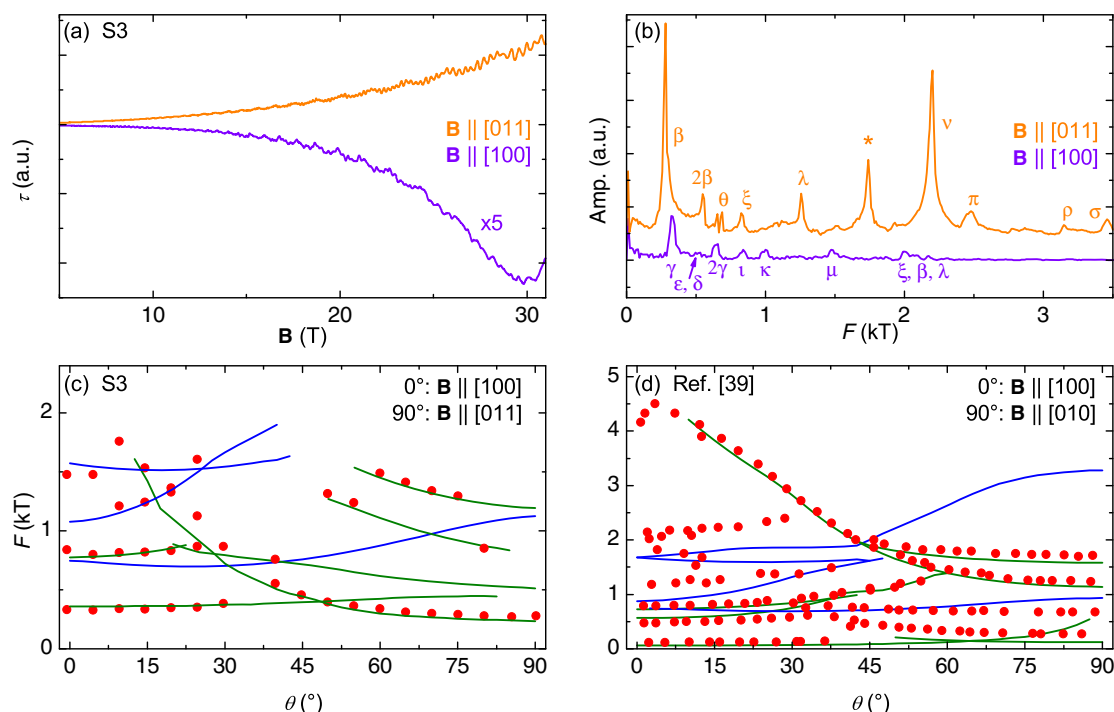 (a) S3
τ (a.u.)
B || [011]
B || [100]
x5
10 20 30
B (T)
(b)
Amp. (a.u.)
B || [011]
B || [100]
β 2β θ ξ λ * ν π ρ σ
γ ε, δ 2γ ι κ μ ξ, β, λ
0 1 2 3
F (kT)
(c) S3
0°: B || [100]
90°: B || [011]
F (kT)
2
1
0
0 15 30 45 60 75 90
θ (°)
(d) Ref. [39]
0°: B || [100]
90°: B || [010]
5
4
3
2
1
0
0 15 30 45 60 75 90
θ (°)